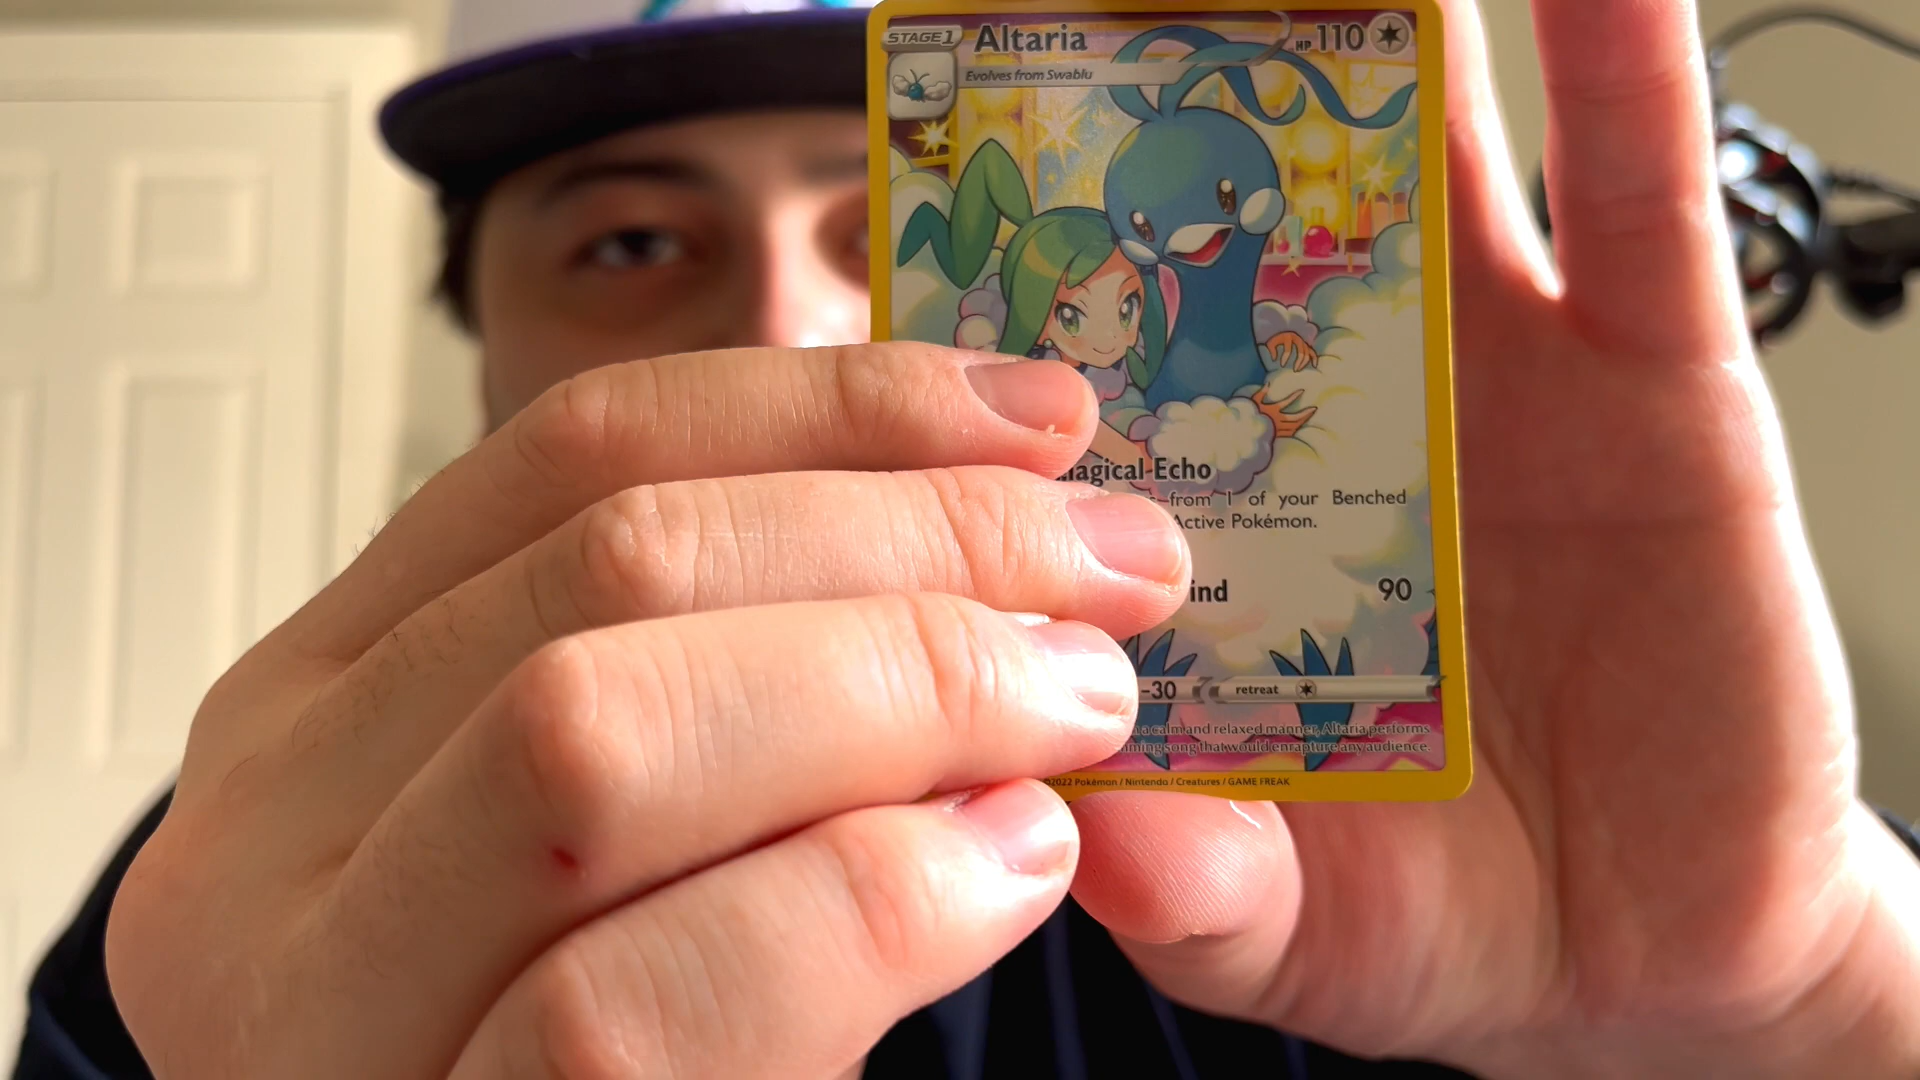 STAGE 1 Altaria HP 110
Evolves from Swablu
agical Echo
from 1 of your Benched
Active Pokémon.
ind 90
-30 retreat
a calm and relaxed manner, Altaria performs
ming song that would enrapture any audience.
©2022 Pokémon / Nintendo / Creatures / GAME FREAK